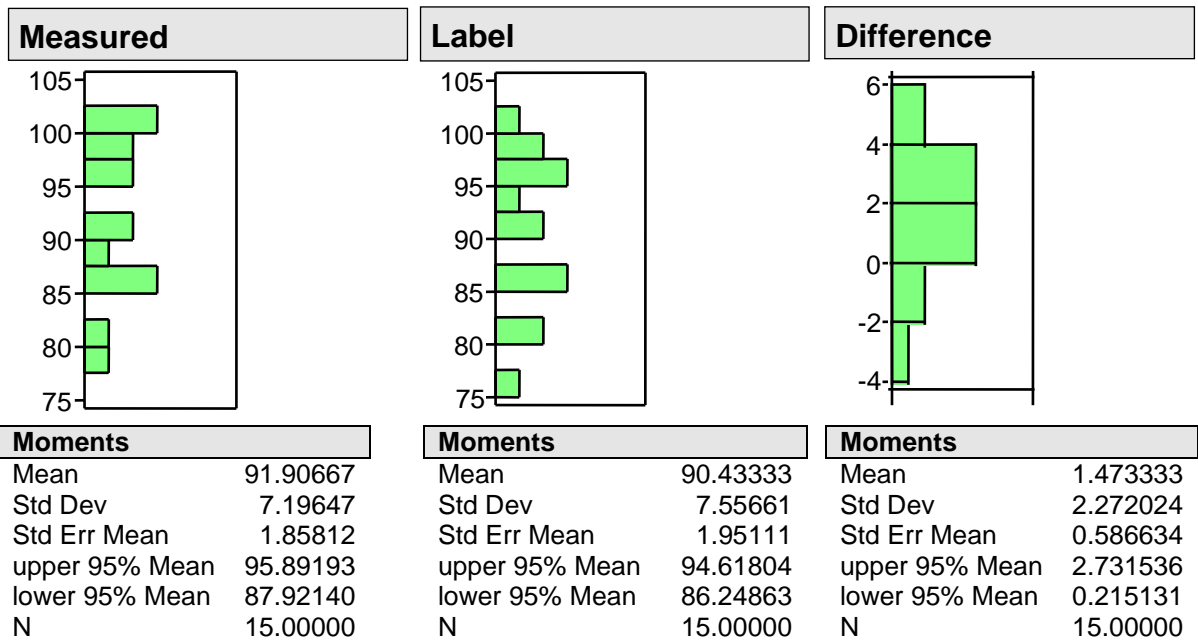 Measured
105
100
95
90
85
80
75
Moments
Mean 91.90667
Std Dev 7.19647
Std Err Mean 1.85812
upper 95% Mean 95.89193
lower 95% Mean 87.92140
N 15.00000
Label
105
100
95
90
85
80
75
Moments
Mean 90.43333
Std Dev 7.55661
Std Err Mean 1.95111
upper 95% Mean 94.61804
lower 95% Mean 86.24863
N 15.00000
Difference
6
4
2
0
-2
-4
Moments
Mean 1.473333
Std Dev 2.272024
Std Err Mean 0.586634
upper 95% Mean 2.731536
lower 95% Mean 0.215131
N 15.00000